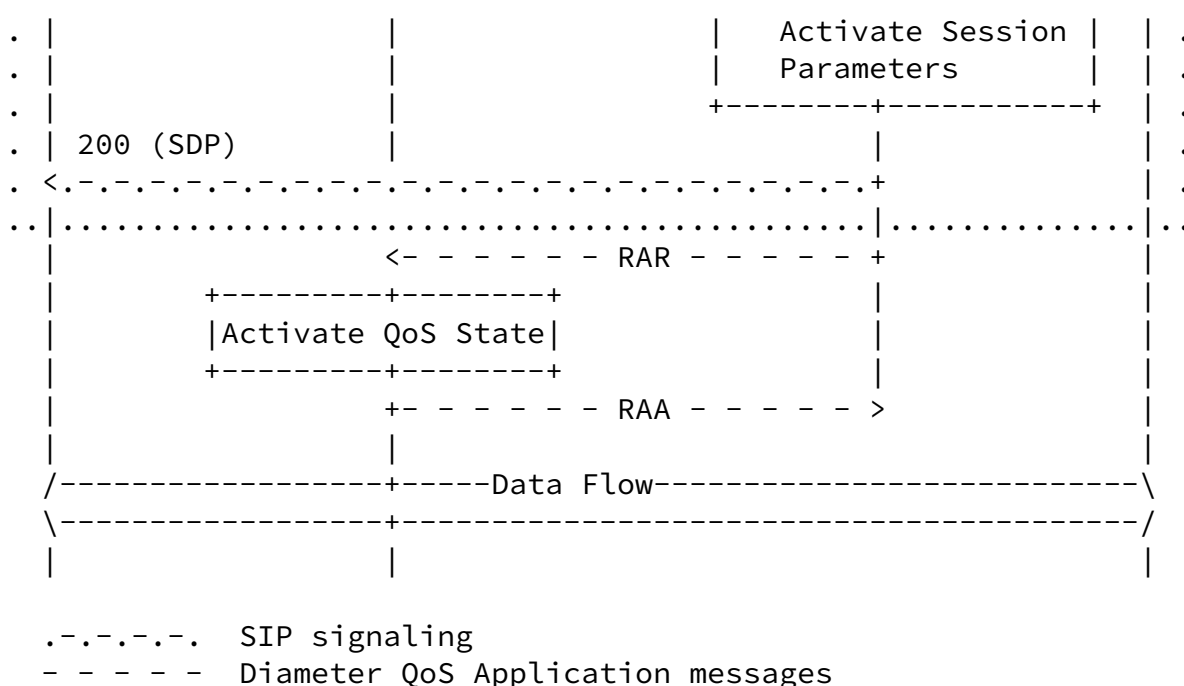 . |                  |                 |   Activate Session |  | .
. |                  |                 |   Parameters       |  | .
. |                  |                 +--------+-----------+  | .
. | 200 (SDP)        |                          |              | .
. <.-.-.-.-.-.-.-.-.-.-.-.-.-.-.-.-.-.-.-.-.-.-.+              | .
..|.............................................|..............|..
  |                  <- - - - - - RAR - - - - - +              |
  |        +---------+--------+                 |              |
  |        |Activate QoS State|                 |              |
  |        +---------+--------+                 |              |
  |                  +- - - - - - RAA - - - - - >              |
  |                  |                                         |
  /------------------+-----Data Flow---------------------------\
  \------------------+-----------------------------------------/
  |                  |                                         |
  .-.-.-.-.  SIP signaling
  - - - - -  Diameter QoS Application messages